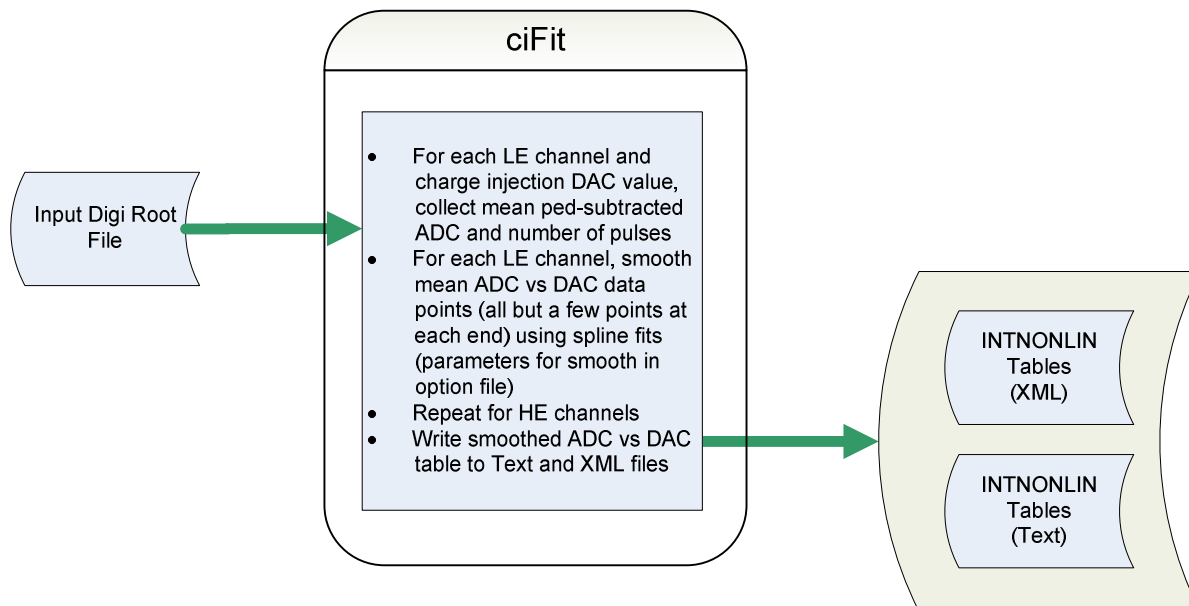 ciFit
Input Digi Root
File
• For each LE channel and
charge injection DAC value,
collect mean ped-subtracted
ADC and number of pulses
• For each LE channel, smooth
mean ADC vs DAC data
points (all but a few points at
each end) using spline fits
(parameters for smooth in
option file)
• Repeat for HE channels
• Write smoothed ADC vs DAC
table to Text and XML files
INTNONLIN
Tables
(XML)
INTNONLIN
Tables
(Text)